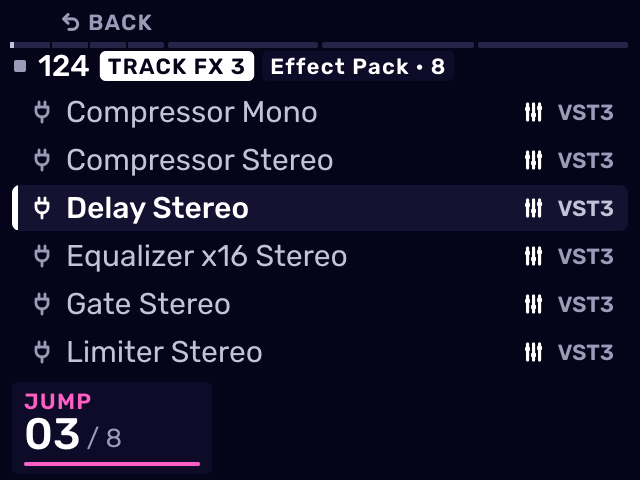 BACK
124 TRACK FX 3 Effect Pack • 8
Compressor Mono VST3
Compressor Stereo VST3
Delay Stereo VST3
Equalizer x16 Stereo VST3
Gate Stereo VST3
Limiter Stereo VST3
JUMP
03 / 8